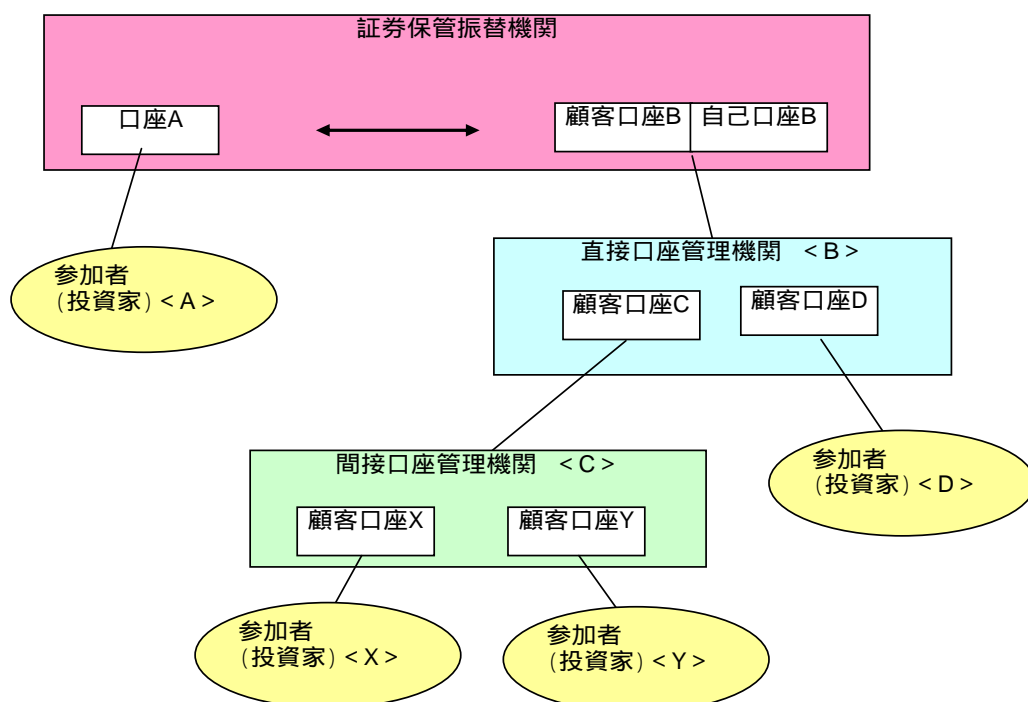 証券保管振替機関
口座A
顧客口座B
自己口座B
参加者
(投資家)<A>
直接口座管理機関 <B>
顧客口座C
顧客口座D
間接口座管理機関 <C>
顧客口座X
顧客口座Y
参加者
(投資家)<D>
参加者
(投資家)<X>
参加者
(投資家)<Y>